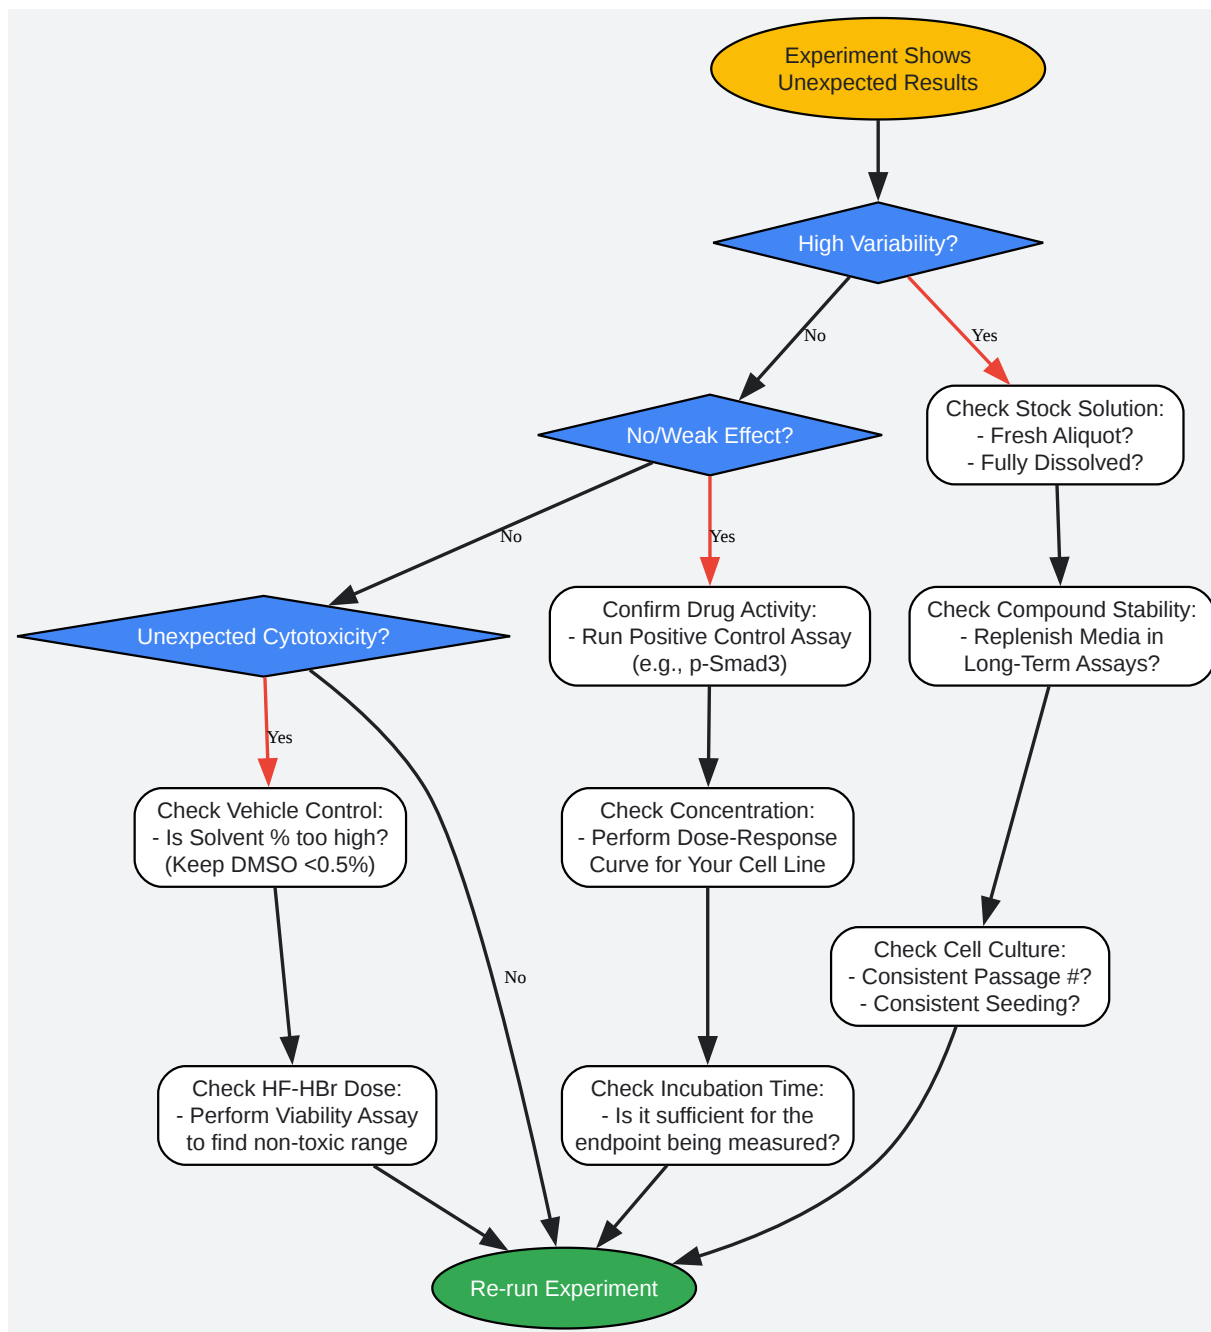 Experiment Shows
Unexpected Results
High Variability?
No
Yes
Check Stock Solution:
- Fresh Aliquot?
- Fully Dissolved?
No/Weak Effect?
No
Yes
Confirm Drug Activity:
- Run Positive Control Assay
(e.g., p-Smad3)
Check Compound Stability:
- Replenish Media in
Long-Term Assays?
Unexpected Cytotoxicity?
Yes
Check Vehicle Control:
- Is Solvent % too high?
(Keep DMSO <0.5%)
Check Concentration:
- Perform Dose-Response
Curve for Your Cell Line
Check Cell Culture:
- Consistent Passage #?
- Consistent Seeding?
No
Check HF-HBr Dose:
- Perform Viability Assay
to find non-toxic range
Check Incubation Time:
- Is it sufficient for the
endpoint being measured?
Re-run Experiment